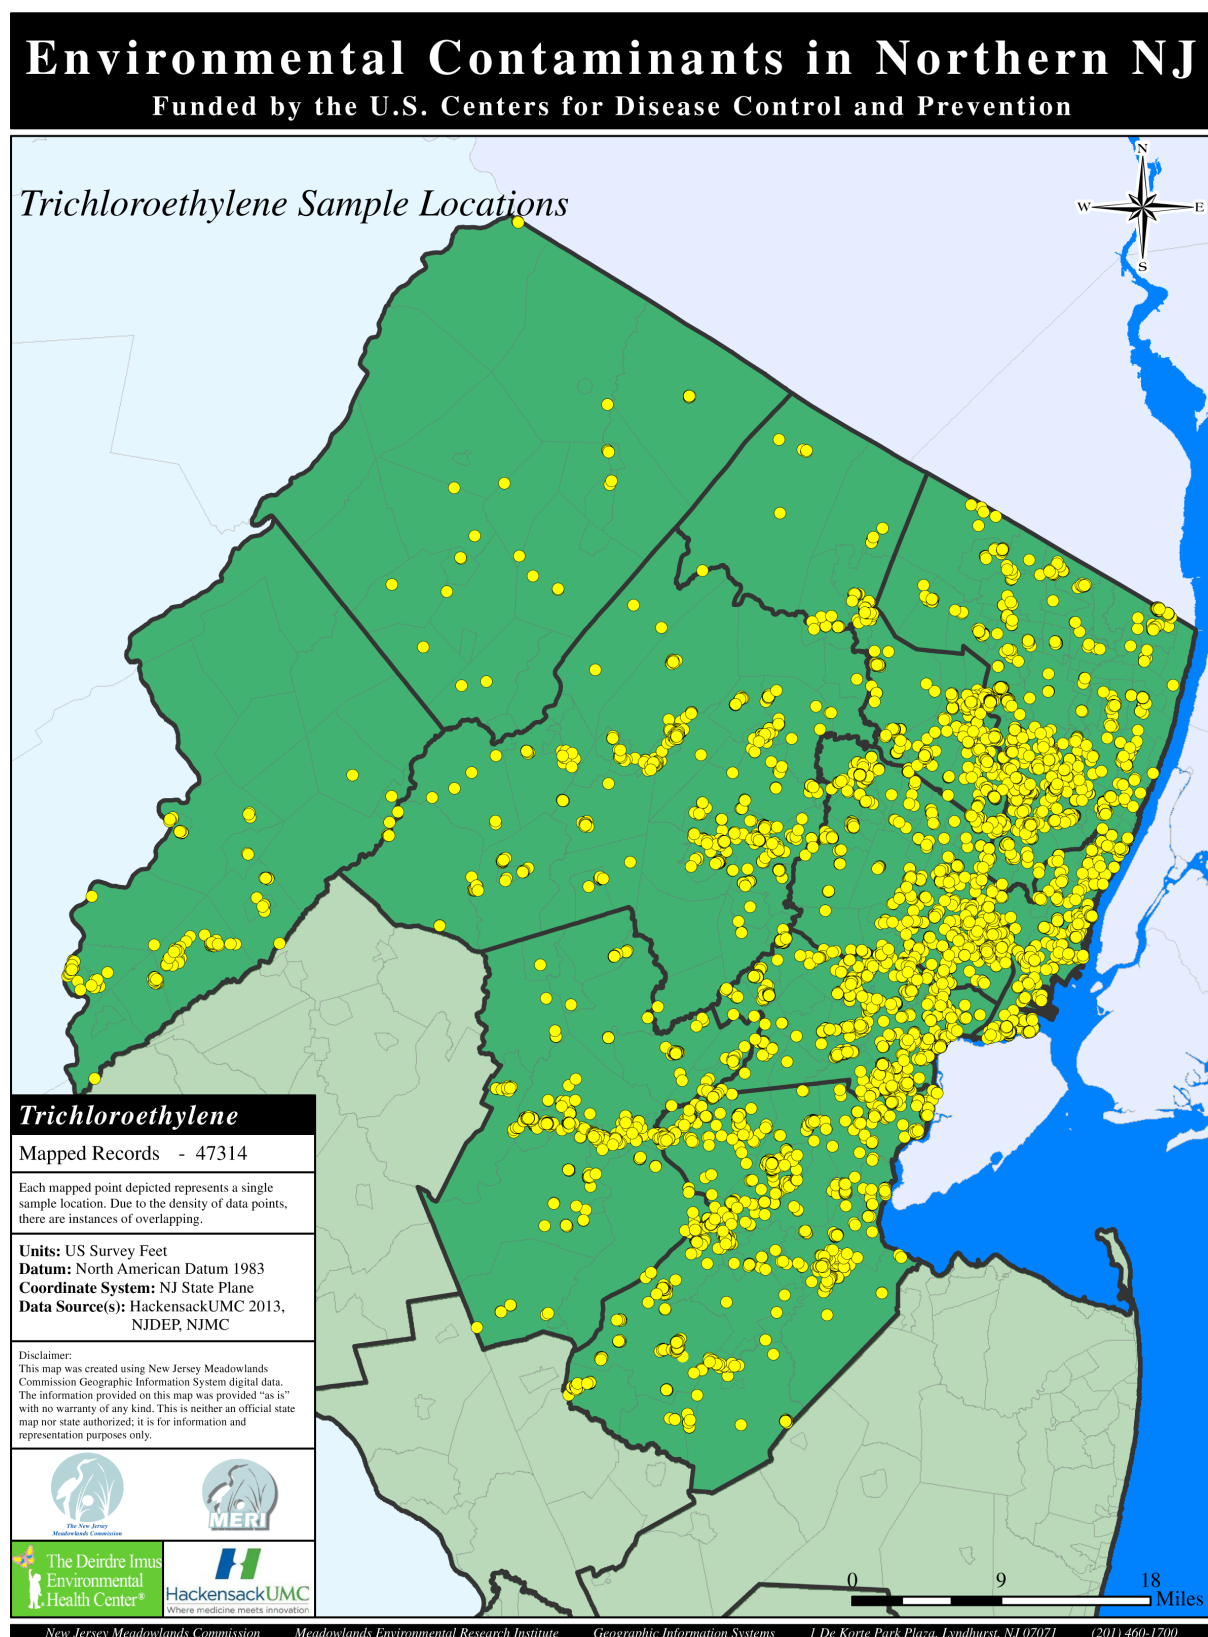 Environmental Contaminants in Northern NJ
Funded by the U.S. Centers for Disease Control and Prevention
N
W E
S
Trichloroethylene Sample Locations
Trichloroethylene
Mapped Records - 47314
Each mapped point depicted represents a single
sample location. Due to the density of data points,
there are instances of overlapping.
Units: US Survey Feet
Datum: North American Datum 1983
Coordinate System: NJ State Plane
Data Source(s): HackensackUMC 2013,
NJDEP, NJMC
Disclaimer:
This map was created using New Jersey Meadowlands
Commission Geographic Information System digital data.
The information provided on this map was provided “as is”
with no warranty of any kind. This is neither an official state
map nor state authorized; it is for information and
representation purposes only.
The New Jersey
Meadowlands Commission
MERI
The Deirdre Imus
Environmental
Health Center®
HackensackUMC
Where medicine meets innovation
0 9 18
Miles
New Jersey Meadowlands Commission Meadowlands Environmental Research Institute Geographic Information Systems 1 De Korte Park Plaza, Lyndhurst, NJ 07071 (201) 460-1700